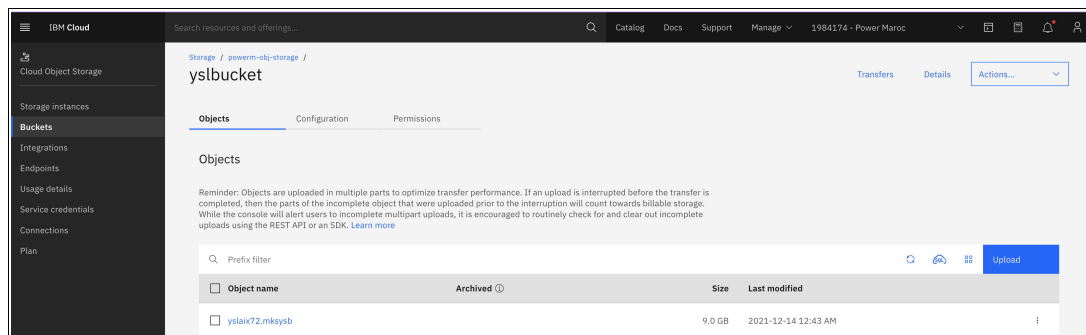 IBM Cloud
Search resources and offerings...
Catalog
Docs
Support
Manage
1984174 - Power Maroc
Cloud Object Storage
Storage instances
Buckets
Integrations
Endpoints
Usage details
Service credentials
Connections
Plan
Storage / powerm-obj-storage /
yslbucket
Transfers
Details
Actions...
Objects
Configuration
Permissions
Objects
Reminder: Objects are uploaded in multiple parts to optimize transfer performance. If an upload is interrupted before the transfer is
completed, then the parts of the incomplete object that were uploaded prior to the interruption will count towards billable storage.
While the console will alert users to incomplete multipart uploads, it is encouraged to routinely check for and clear out incomplete
uploads using the REST API or an SDK. Learn more
Prefix filter
Upload
Object name
Archived
Size
Last modified
yslaix72.mksysb
9.0 GB
2021-12-14 12:43 AM